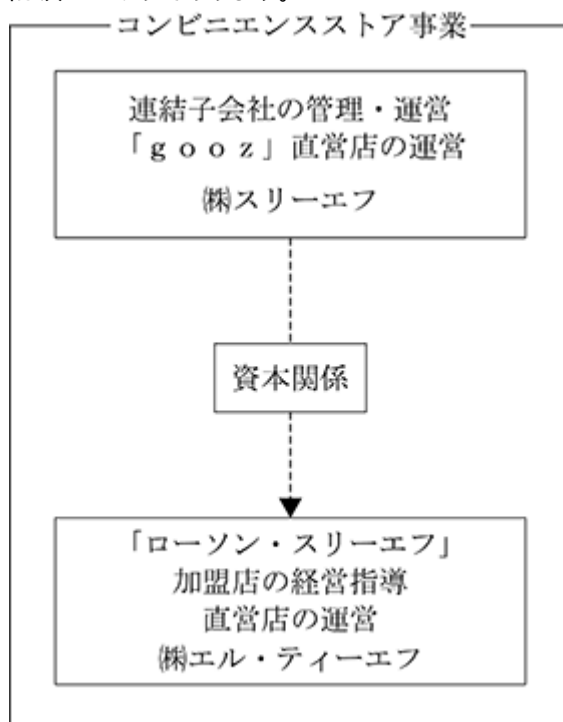 コンビニエンスストア事業
連結子会社の管理・運営
「ｇｏｏｚ」直営店の運営
㈱スリーエフ
資本関係
「ローソン・スリーエフ」
加盟店の経営指導
直営店の運営
㈱エル・ティーエフ